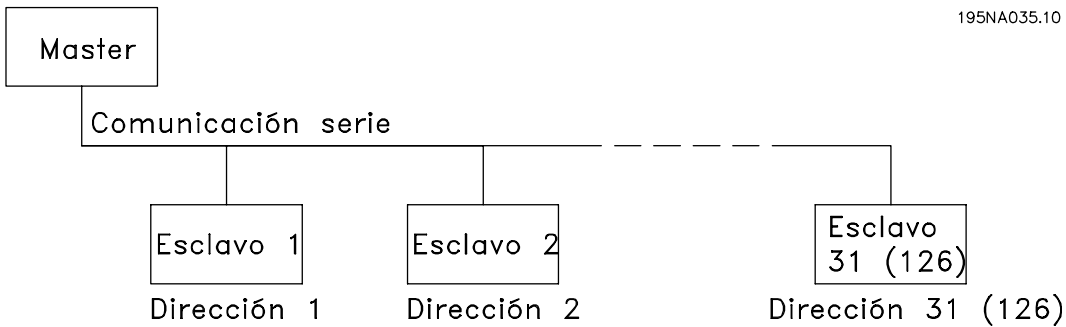 195NA035.10
Master
Comunicación serie
Esclavo 1
Esclavo 2
Esclavo
31 (126)
Dirección 1
Dirección 2
Dirección 31 (126)